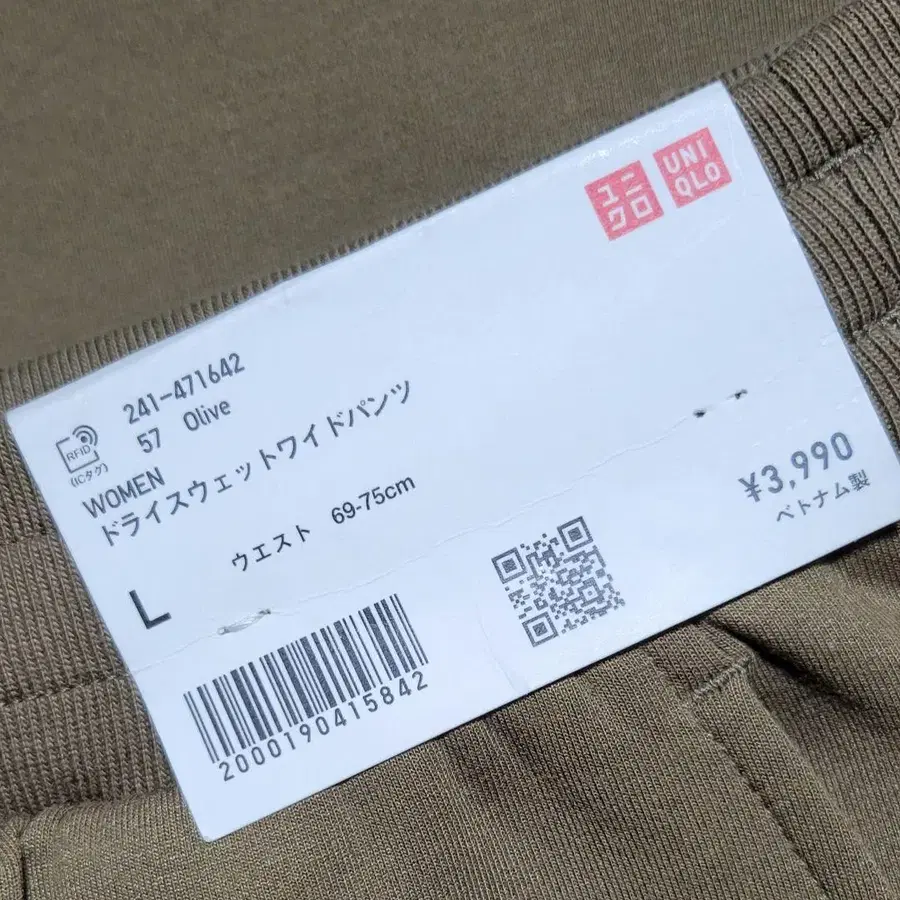 ユニ
クロ
UNI
QLO
241-471642
57 Olive
RFID
(ICタグ)
WOMEN
ドライスウェットワイドパンツ
ウエスト 69-75cm
L
¥3,990
ベトナム製
2000190415842